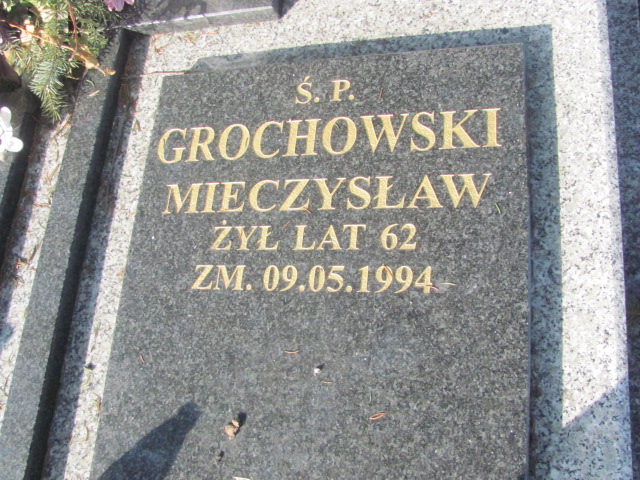 Ś. P.
GROCHOWSKI
MIECZYSŁAW
ŻYŁ LAT 62
ZM. 09.05.1994